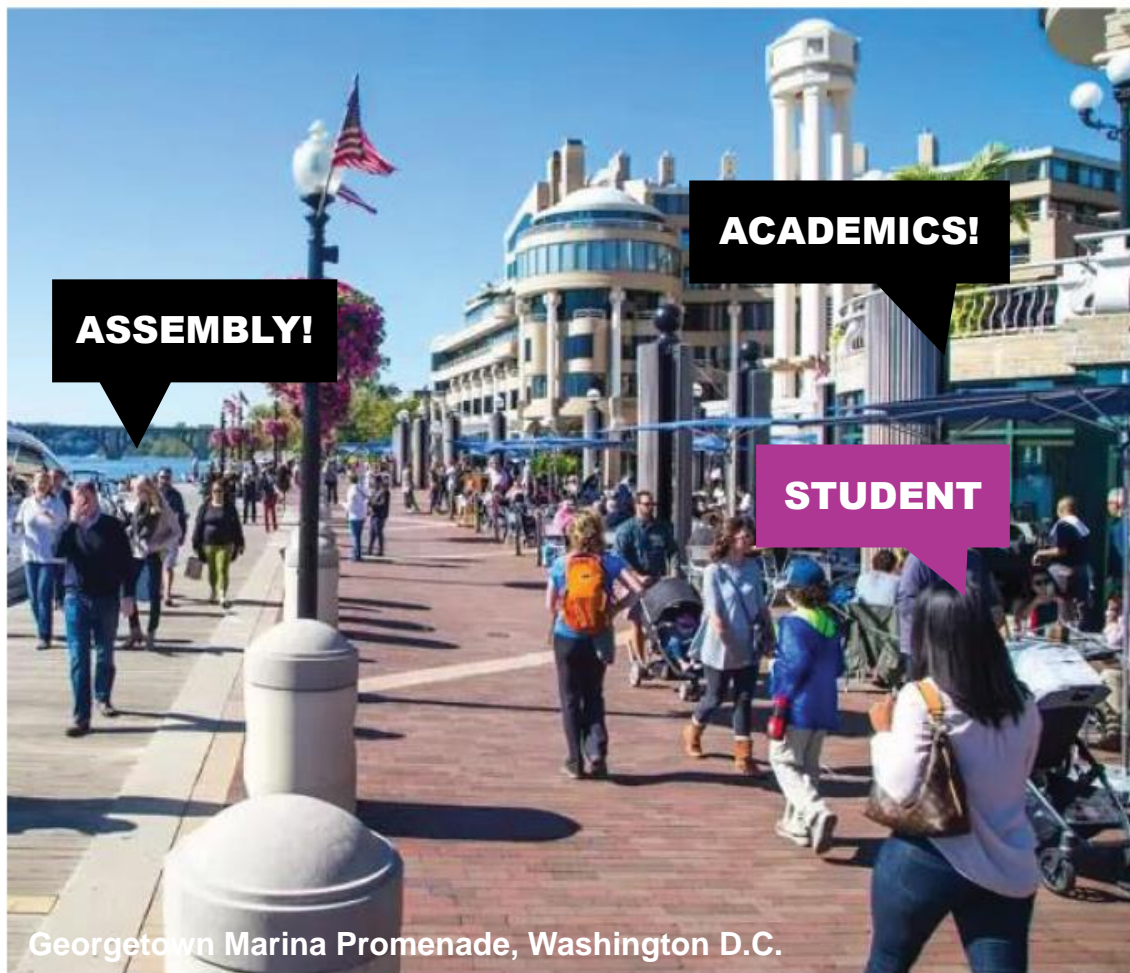 ACADEMICS!
ASSEMBLY!
STUDENT
Georgetown Marina Promenade, Washington D.C.